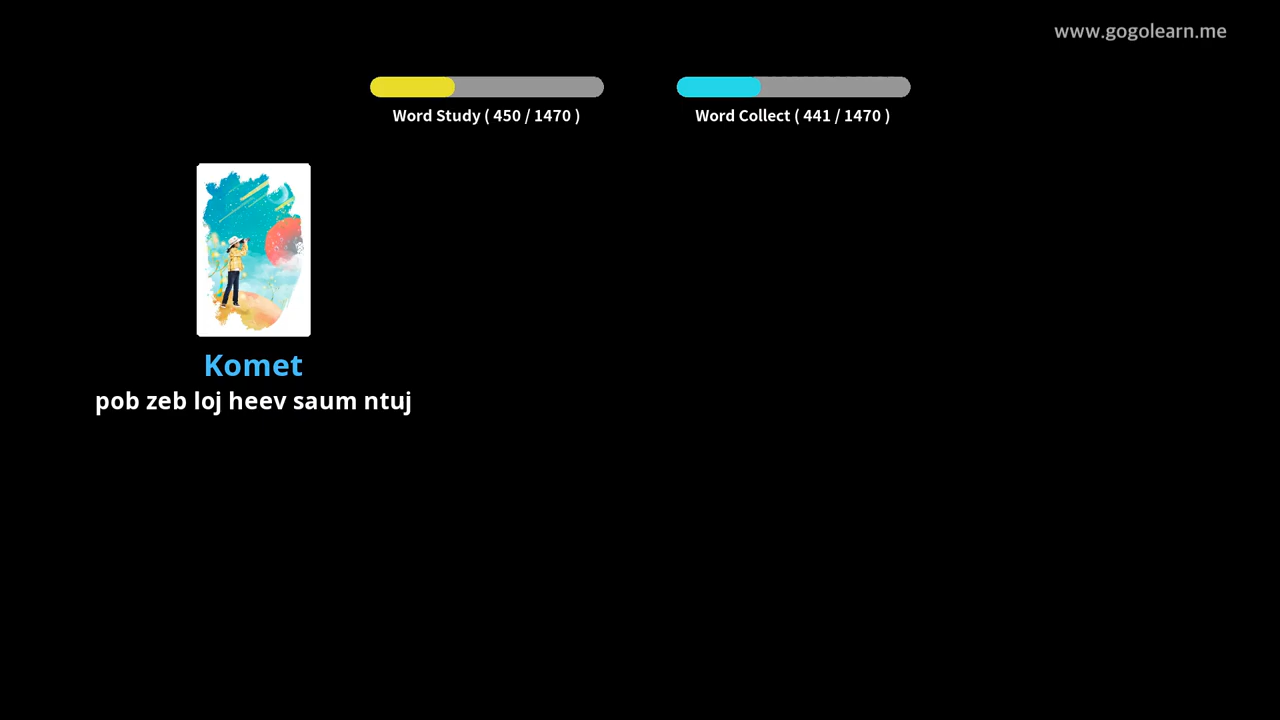 www.gogolearn.me
Word Study ( 450 / 1470 )
Word Collect ( 441 / 1470 )
Komet
pob zeb loj heev saum ntuj